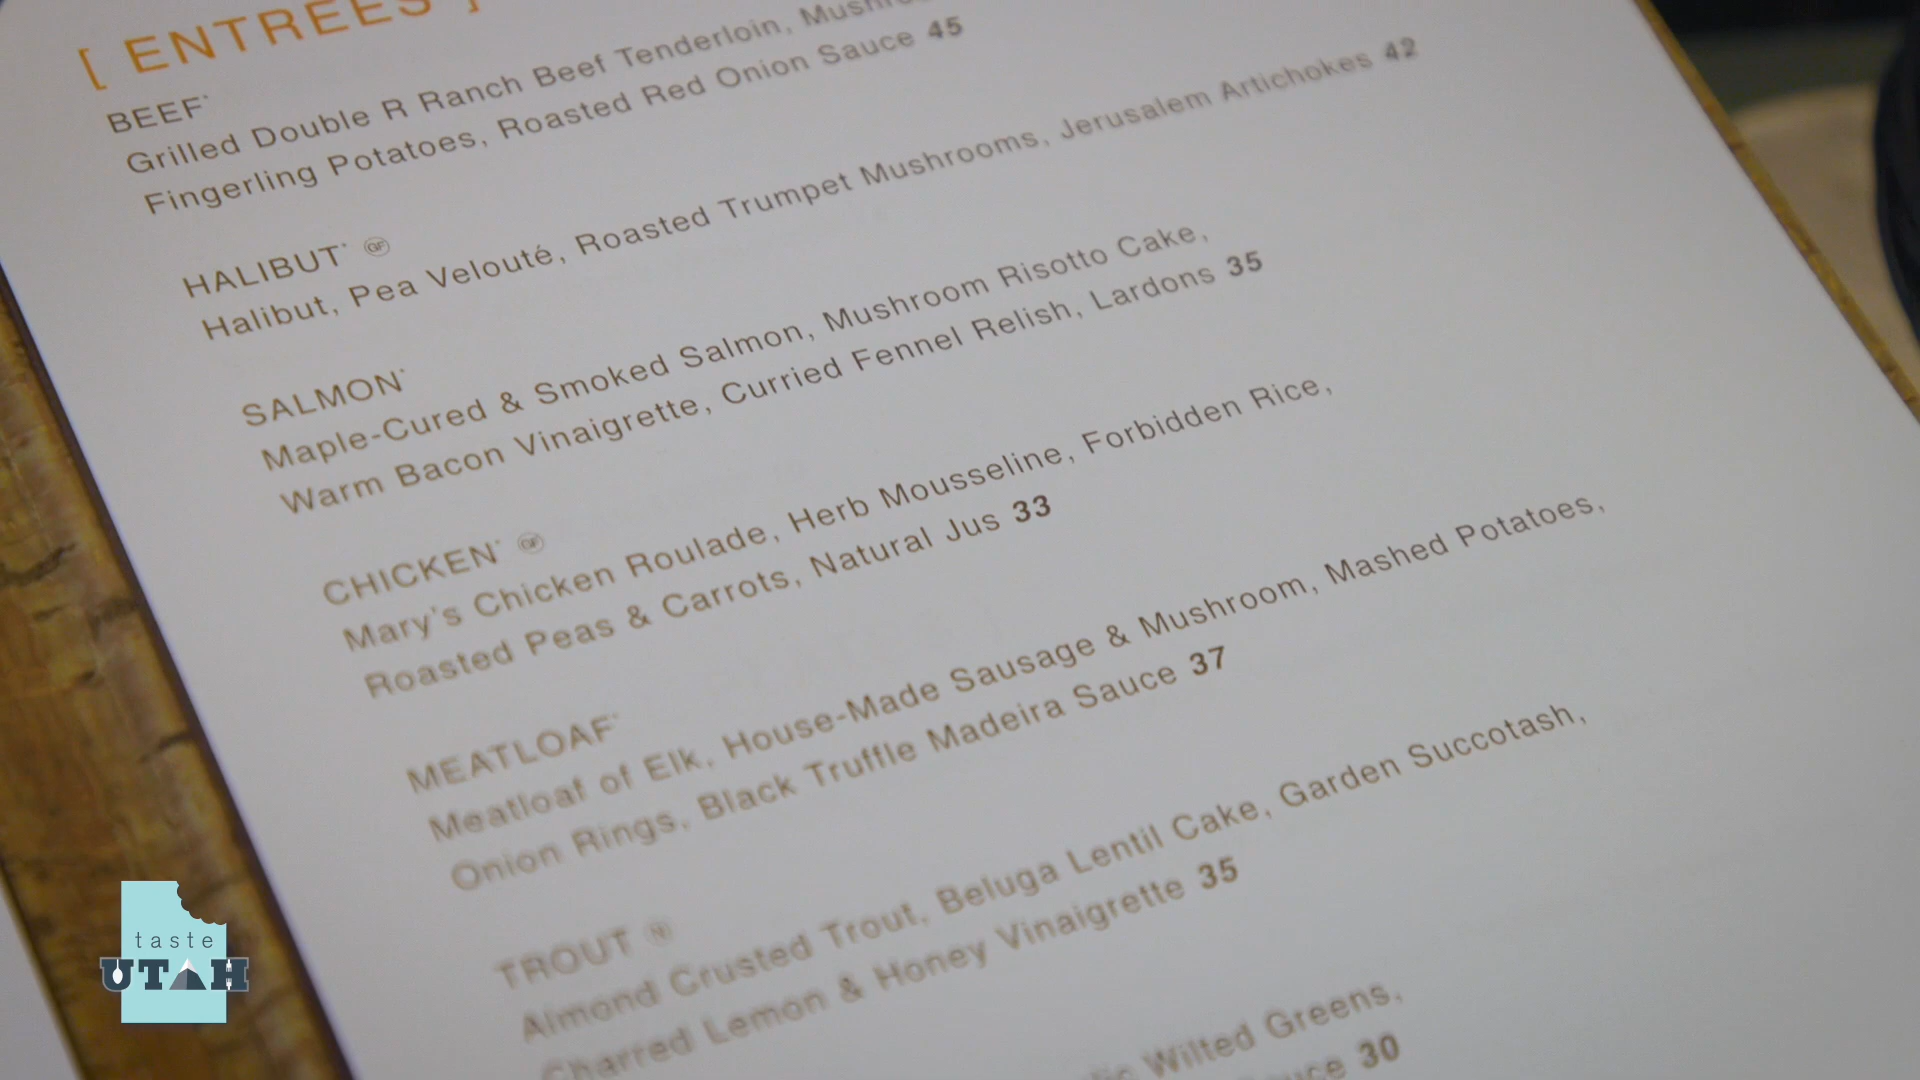 [ ENTREES ]
BEEF*
Grilled Double R Ranch Beef Tenderloin,
Fingerling Potatoes, Roasted Red Onion Sauce 45
HALIBUT* GF
Halibut, Pea Velouté, Roasted Trumpet Mushrooms, Jerusalem Artichokes 42
SALMON*
Maple-Cured & Smoked Salmon, Mushroom Risotto Cake,
Warm Bacon Vinaigrette, Curried Fennel Relish, Lardons 35
CHICKEN* GF
Mary's Chicken Roulade, Herb Mousseline, Forbidden Rice,
Roasted Peas & Carrots, Natural Jus 33
MEATLOAF*
Meatloaf of Elk, House-Made Sausage & Mushroom, Mashed Potatoes,
Onion Rings, Black Truffle Madeira Sauce 37
TROUT
Almond Crusted Trout, Beluga Lentil Cake, Garden Succotash,
Charred Lemon & Honey Vinaigrette 35
Wilted Greens,
30
taste
UTAH